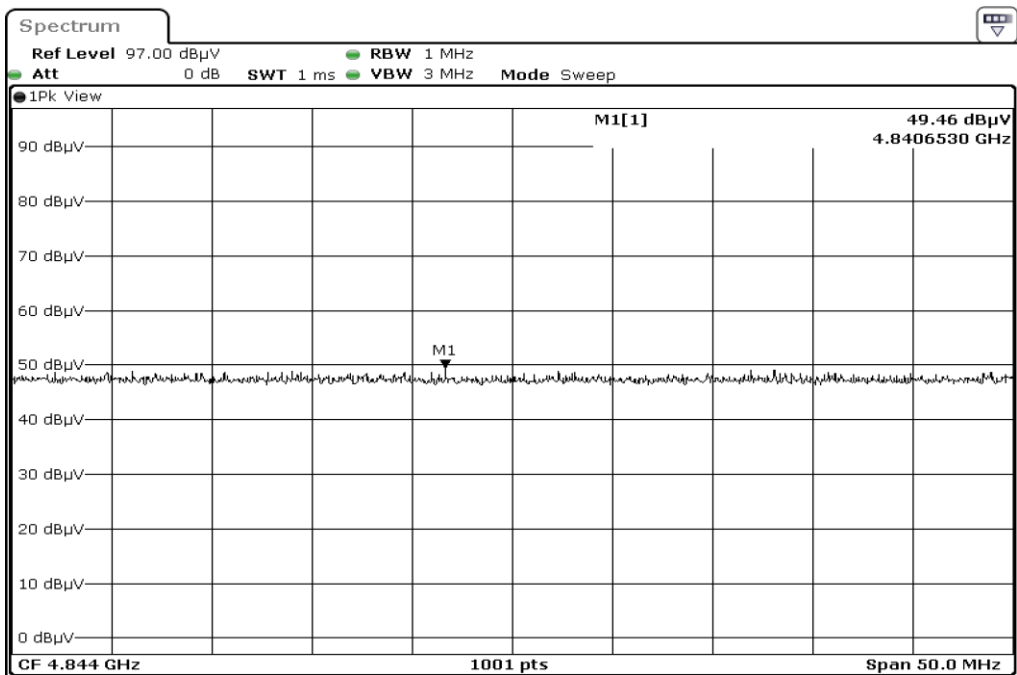 Spectrum
Ref Level 97.00 dBµV RBW 1 MHz
Att 0 dB SWT 1 ms VBW 3 MHz Mode Sweep
1Pk View
M1[1] 49.46 dBµV
4.8406530 GHz
90 dBµV
80 dBµV
70 dBµV
60 dBµV
M1
50 dBµV
40 dBµV
30 dBµV
20 dBµV
10 dBµV
0 dBµV
CF 4.844 GHz 1001 pts Span 50.0 MHz